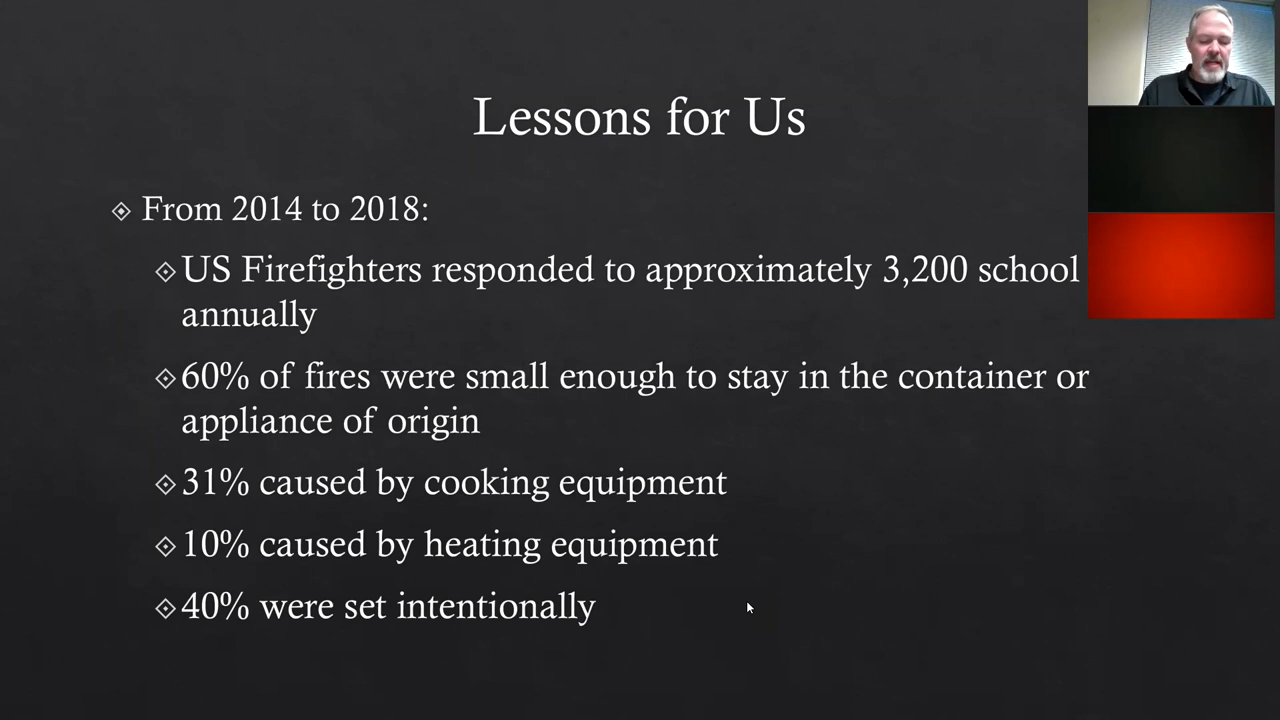 Lessons for Us
From 2014 to 2018:
US Firefighters responded to approximately 3,200 school
annually
60% of fires were small enough to stay in the container or
appliance of origin
31% caused by cooking equipment
10% caused by heating equipment
40% were set intentionally